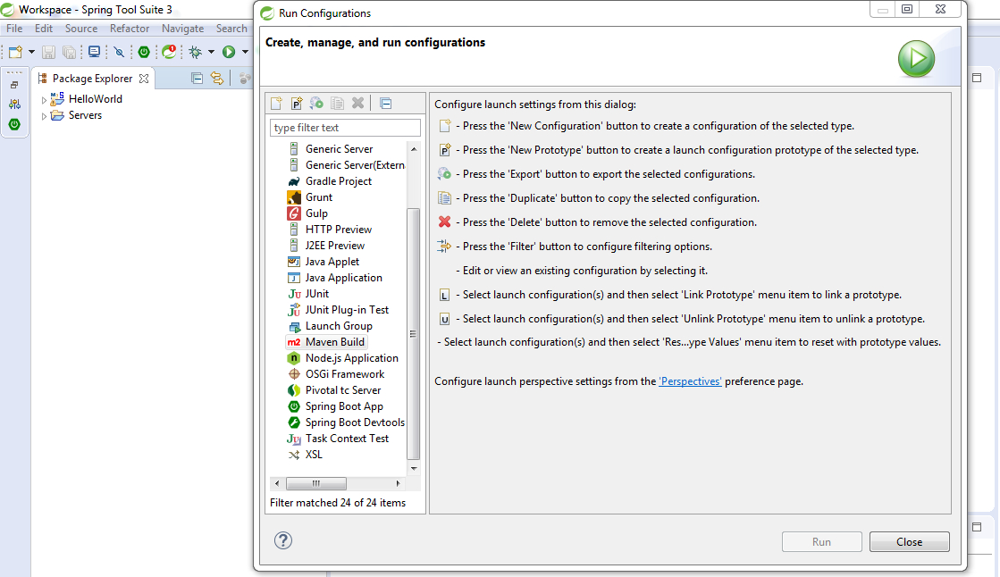 Workspace - Spring Tool Suite 3
File Edit Source Refactor Navigate Search
Package Explorer
HelloWorld
Servers
Run Configurations
Create, manage, and run configurations
type filter text
Generic Server
Generic Server(Extern
Gradle Project
Grunt
Gulp
HTTP Preview
J2EE Preview
Java Applet
Java Application
JUnit
JUnit Plug-in Test
Launch Group
m2 Maven Build
Node.js Application
OSGi Framework
Pivotal tc Server
Spring Boot App
Spring Boot Devtools
Task Context Test
XSL
Filter matched 24 of 24 items
Configure launch settings from this dialog:
- Press the 'New Configuration' button to create a configuration of the selected type.
- Press the 'New Prototype' button to create a launch configuration prototype of the selected type.
- Press the 'Export' button to export the selected configurations.
- Press the 'Duplicate' button to copy the selected configuration.
- Press the 'Delete' button to remove the selected configuration.
- Press the 'Filter' button to configure filtering options.
- Edit or view an existing configuration by selecting it.
L - Select launch configuration(s) and then select 'Link Prototype' menu item to link a prototype.
U - Select launch configuration(s) and then select 'Unlink Prototype' menu item to unlink a prototype.
- Select launch configuration(s) and then select 'Res...ype Values' menu item to reset with prototype values.
Configure launch perspective settings from the 'Perspectives' preference page.
?
Run
Close